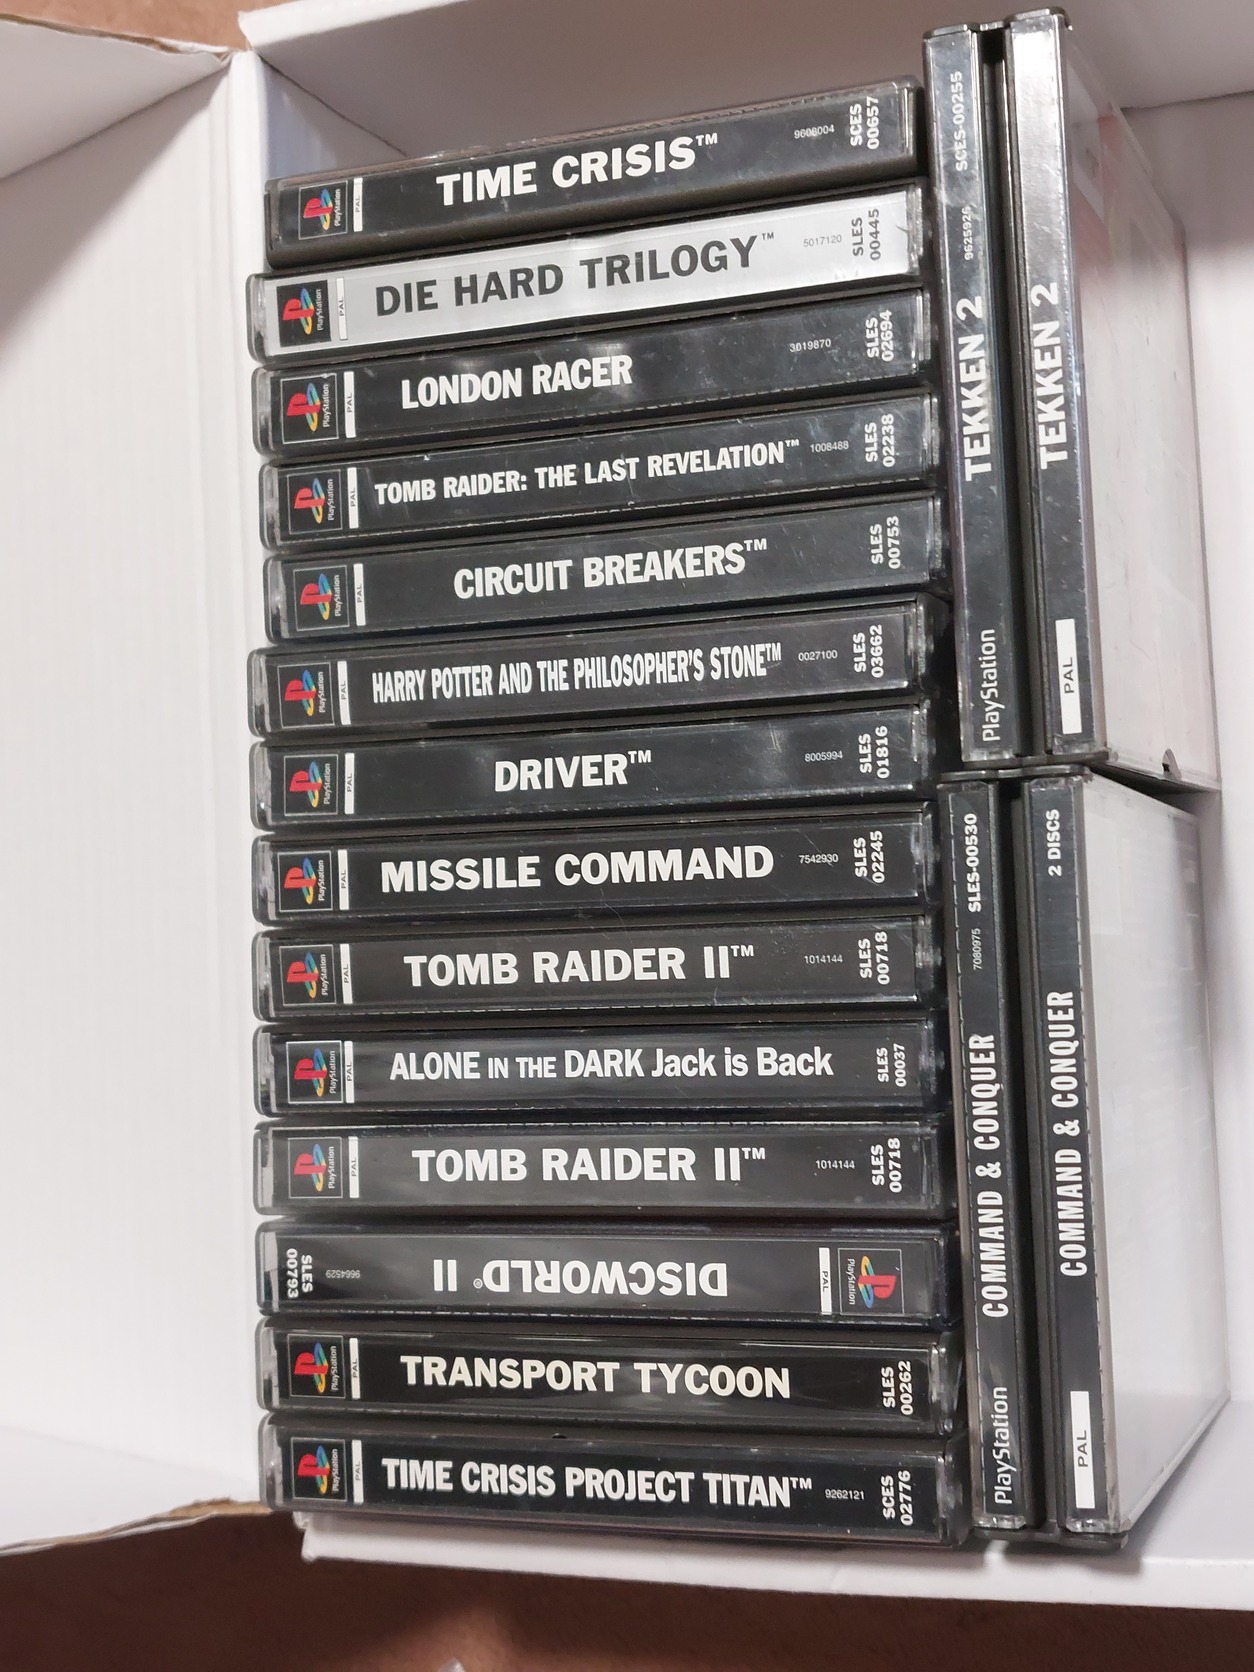 PlayStation
PAL
TIME CRISIS™
9606004
SCES
00657
PlayStation
PAL
DIE HARD TRILOGY™
5017120
SLES
00445
PlayStation
PAL
LONDON RACER
3019870
SLES
02694
PlayStation
PAL
TOMB RAIDER: THE LAST REVELATION™
1008488
SLES
02238
PlayStation
PAL
CIRCUIT BREAKERS™
SLES
00753
PlayStation
PAL
HARRY POTTER AND THE PHILOSOPHER'S STONE™
0027100
SLES
03662
PlayStation
PAL
DRIVER™
8005994
SLES
01816
PlayStation
PAL
MISSILE COMMAND
7542930
SLES
02245
PlayStation
PAL
TOMB RAIDER II™
1014144
SLES
00718
PlayStation
PAL
ALONE IN THE DARK Jack is Back
SLES
00037
PlayStation
PAL
TOMB RAIDER II™
1014144
SLES
00718
PlayStation
PAL
DISCWORLD® II
9664529
SLES
00793
PlayStation
PAL
TRANSPORT TYCOON
SLES
00262
PlayStation
PAL
TIME CRISIS PROJECT TITAN™
9262121
SCES
02776
PlayStation TEKKEN 2 9625926 SCES-00255
PAL TEKKEN 2
PlayStation COMMAND & CONQUER 7080975 SLES-00530
PAL COMMAND & CONQUER 2 DISCS